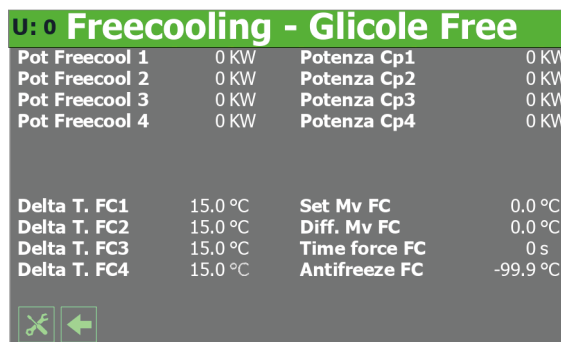 U: 0 Freecooling - Glicole Free
Pot Freecool 1 0 KW Potenza Cp1 0 KW
Pot Freecool 2 0 KW Potenza Cp2 0 KW
Pot Freecool 3 0 KW Potenza Cp3 0 KW
Pot Freecool 4 0 KW Potenza Cp4 0 KW
Delta T. FC1 15.0 °C Set Mv FC 0.0 °C
Delta T. FC2 15.0 °C Diff. Mv FC 0.0 °C
Delta T. FC3 15.0 °C Time force FC 0 s
Delta T. FC4 15.0 °C Antifreeze FC -99.9 °C